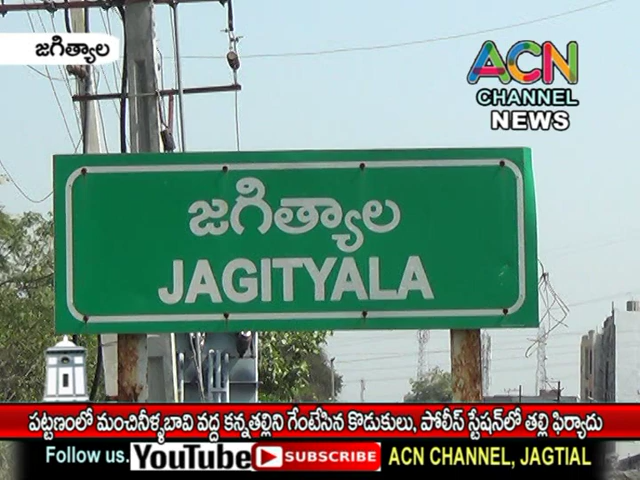 జగిత్యాల
ACN
CHANNEL
NEWS
జగిత్యాల
JAGITYALA
పట్టణంలో మంచినీళ్ళబావి వద్ద కన్నతల్లిని గేంటేసిన కొడుకులు, పోలీస్ స్టేషన్‌లో తల్లి ఫిర్యాదు
Follow us. YouTube SUBSCRIBE ACN CHANNEL, JAGTIAL